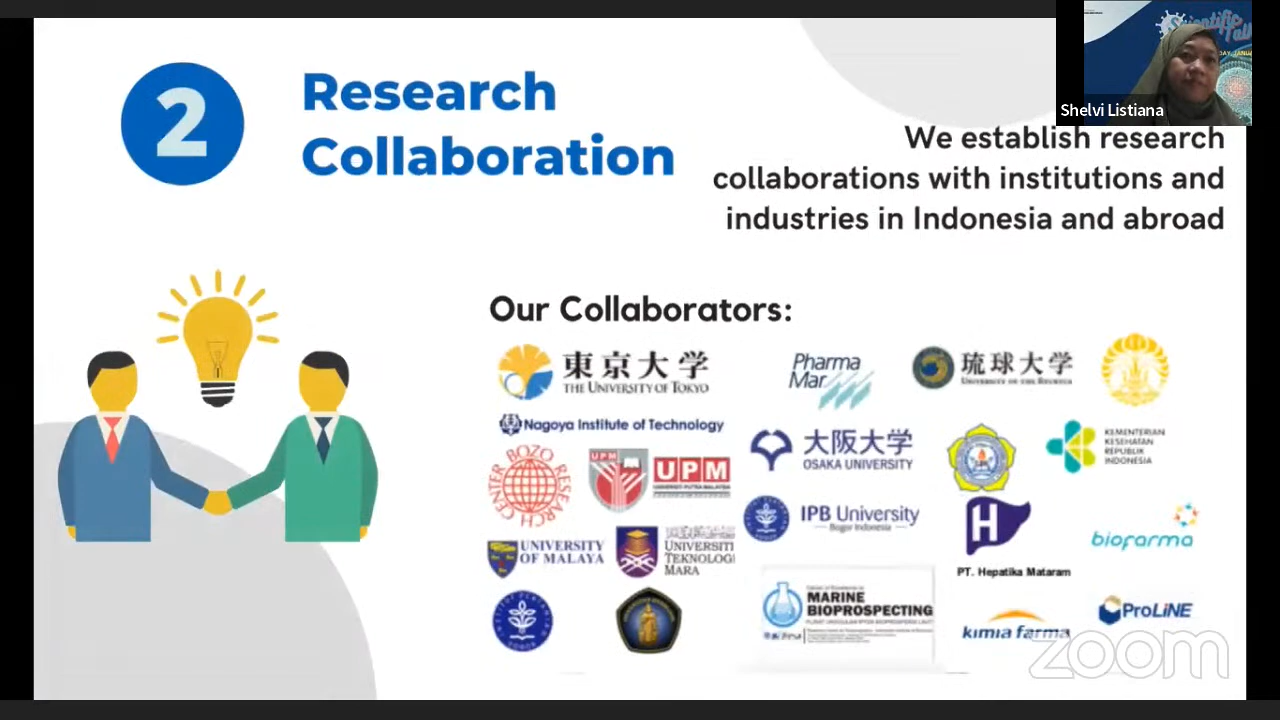 2
Research
Collaboration
Scientific
Shelvi Listiana
We establish research
collaborations with institutions and
industries in Indonesia and abroad
Our Collaborators:
東京大学
THE UNIVERSITY OF TOKYO
Pharma
Mar
琉球大学
UNIVERSITY OF THE RYUKYUS
Nagoya Institute of Technology
大阪大学
OSAKA UNIVERSITY
KEMENTERIAN
KESEHATAN
REPUBLIK
INDONESIA
BOZO RESEARCH CENTER
UPM
UPM
UNIVERSITI PUTRA MALAYSIA
IPB University
Bogor Indonesia
H
PT. Hepatika Mataram
biofarma
UNIVERSITY
OF MALAYA
UNIVERSITI
TEKNOLOGI
MARA
MARINE
BIOPROSPECTING
kimia farma
ProLiNE
zoom